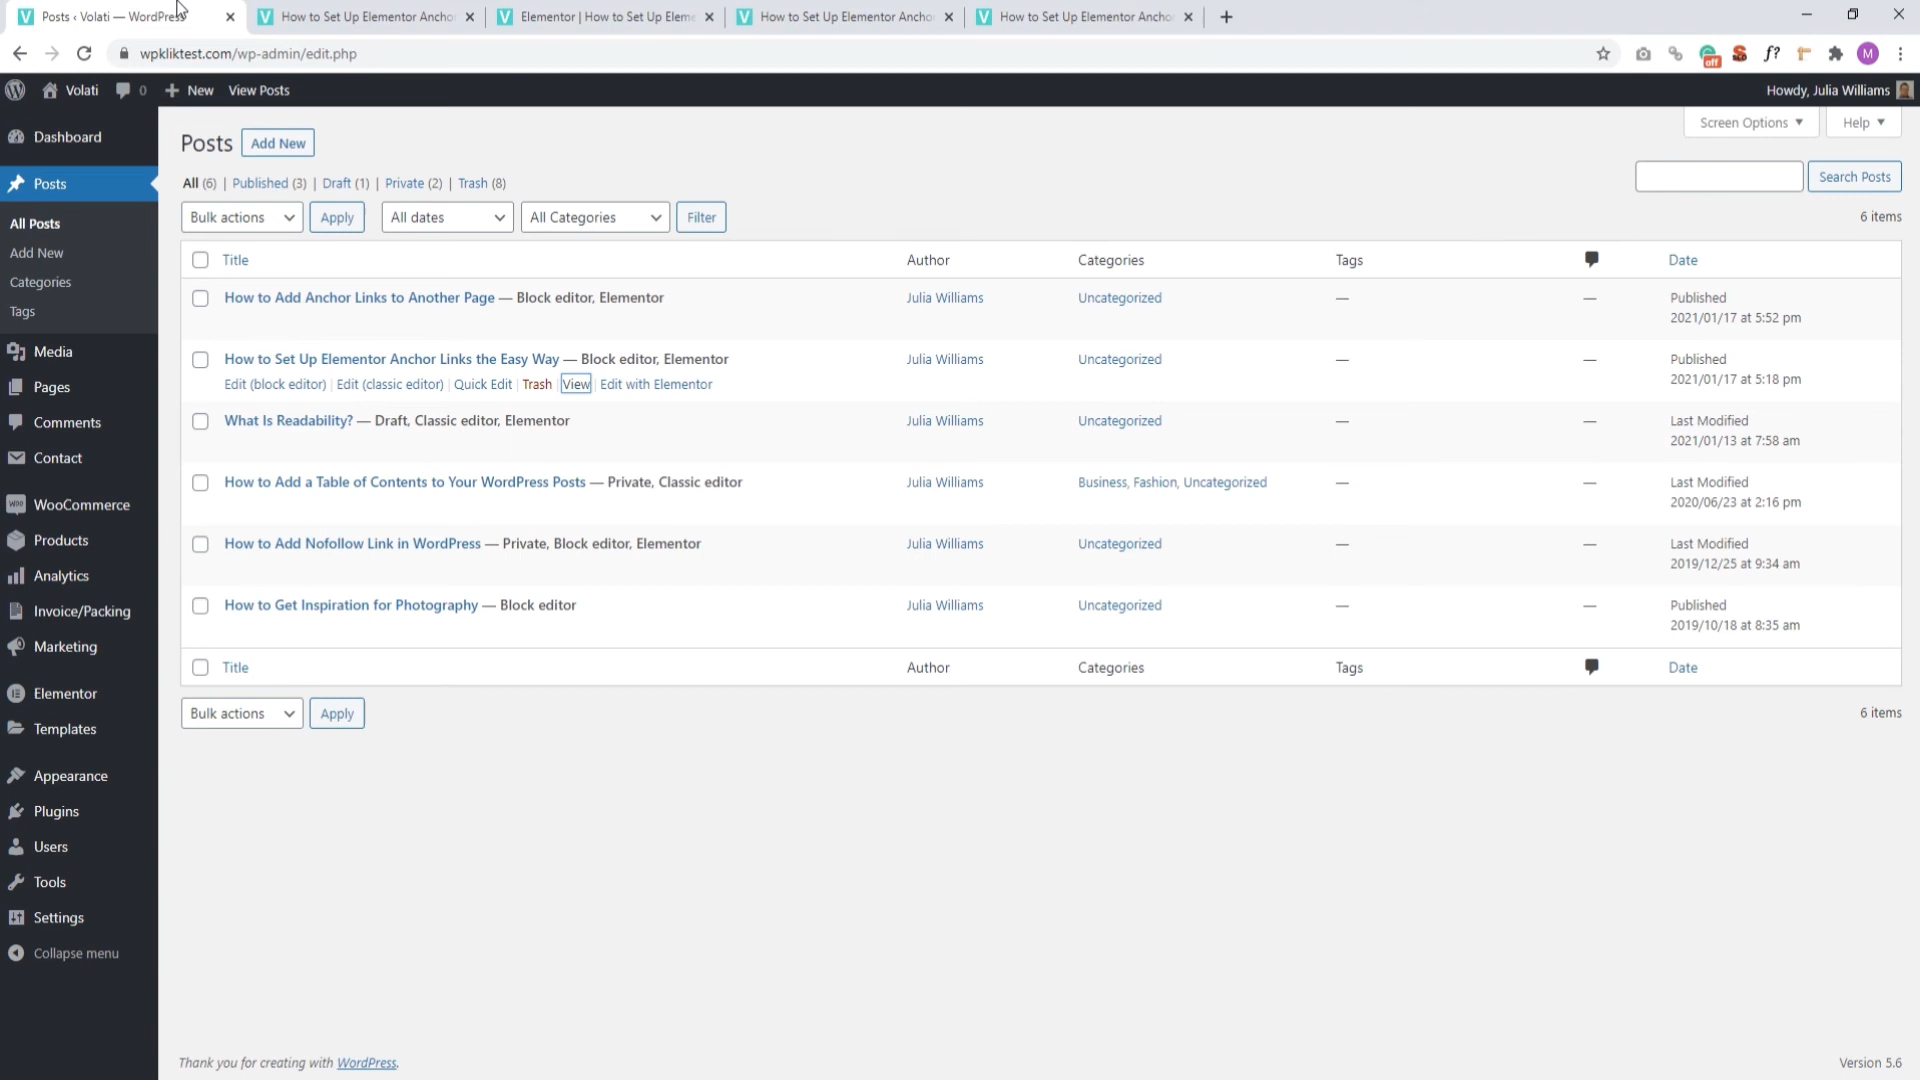 Posts ‹ Volati — WordPress
How to Set Up Elementor Ancho
Elementor | How to Set Up Eleme
How to Set Up Elementor Ancho
How to Set Up Elementor Ancho
wpkliktest.com/wp-admin/edit.php
off
f?
M
Volati 0 New View Posts
Howdy, Julia Williams
Dashboard
Posts
All Posts
Add New
Categories
Tags
Media
Pages
Comments
Contact
WooCommerce
Products
Analytics
Invoice/Packing
Marketing
Elementor
Templates
Appearance
Plugins
Users
Tools
Settings
Collapse menu
Screen Options Help
Posts Add New
All (6) | Published (3) | Draft (1) | Private (2) | Trash (8)
Search Posts
Bulk actions Apply All dates All Categories Filter
6 items
Title Author Categories Tags Date
How to Add Anchor Links to Another Page — Block editor, Elementor Julia Williams Uncategorized — — Published
2021/01/17 at 5:52 pm
How to Set Up Elementor Anchor Links the Easy Way — Block editor, Elementor Julia Williams Uncategorized — — Published
Edit (block editor) | Edit (classic editor) | Quick Edit | Trash | View | Edit with Elementor 2021/01/17 at 5:18 pm
What Is Readability? — Draft, Classic editor, Elementor Julia Williams Uncategorized — — Last Modified
2021/01/13 at 7:58 am
How to Add a Table of Contents to Your WordPress Posts — Private, Classic editor Julia Williams Business, Fashion, Uncategorized — — Last Modified
2020/06/23 at 2:16 pm
How to Add Nofollow Link in WordPress — Private, Block editor, Elementor Julia Williams Uncategorized — — Last Modified
2019/12/25 at 9:34 am
How to Get Inspiration for Photography — Block editor Julia Williams Uncategorized — — Published
2019/10/18 at 8:35 am
Title Author Categories Tags Date
Bulk actions Apply
6 items
Thank you for creating with WordPress.
Version 5.6